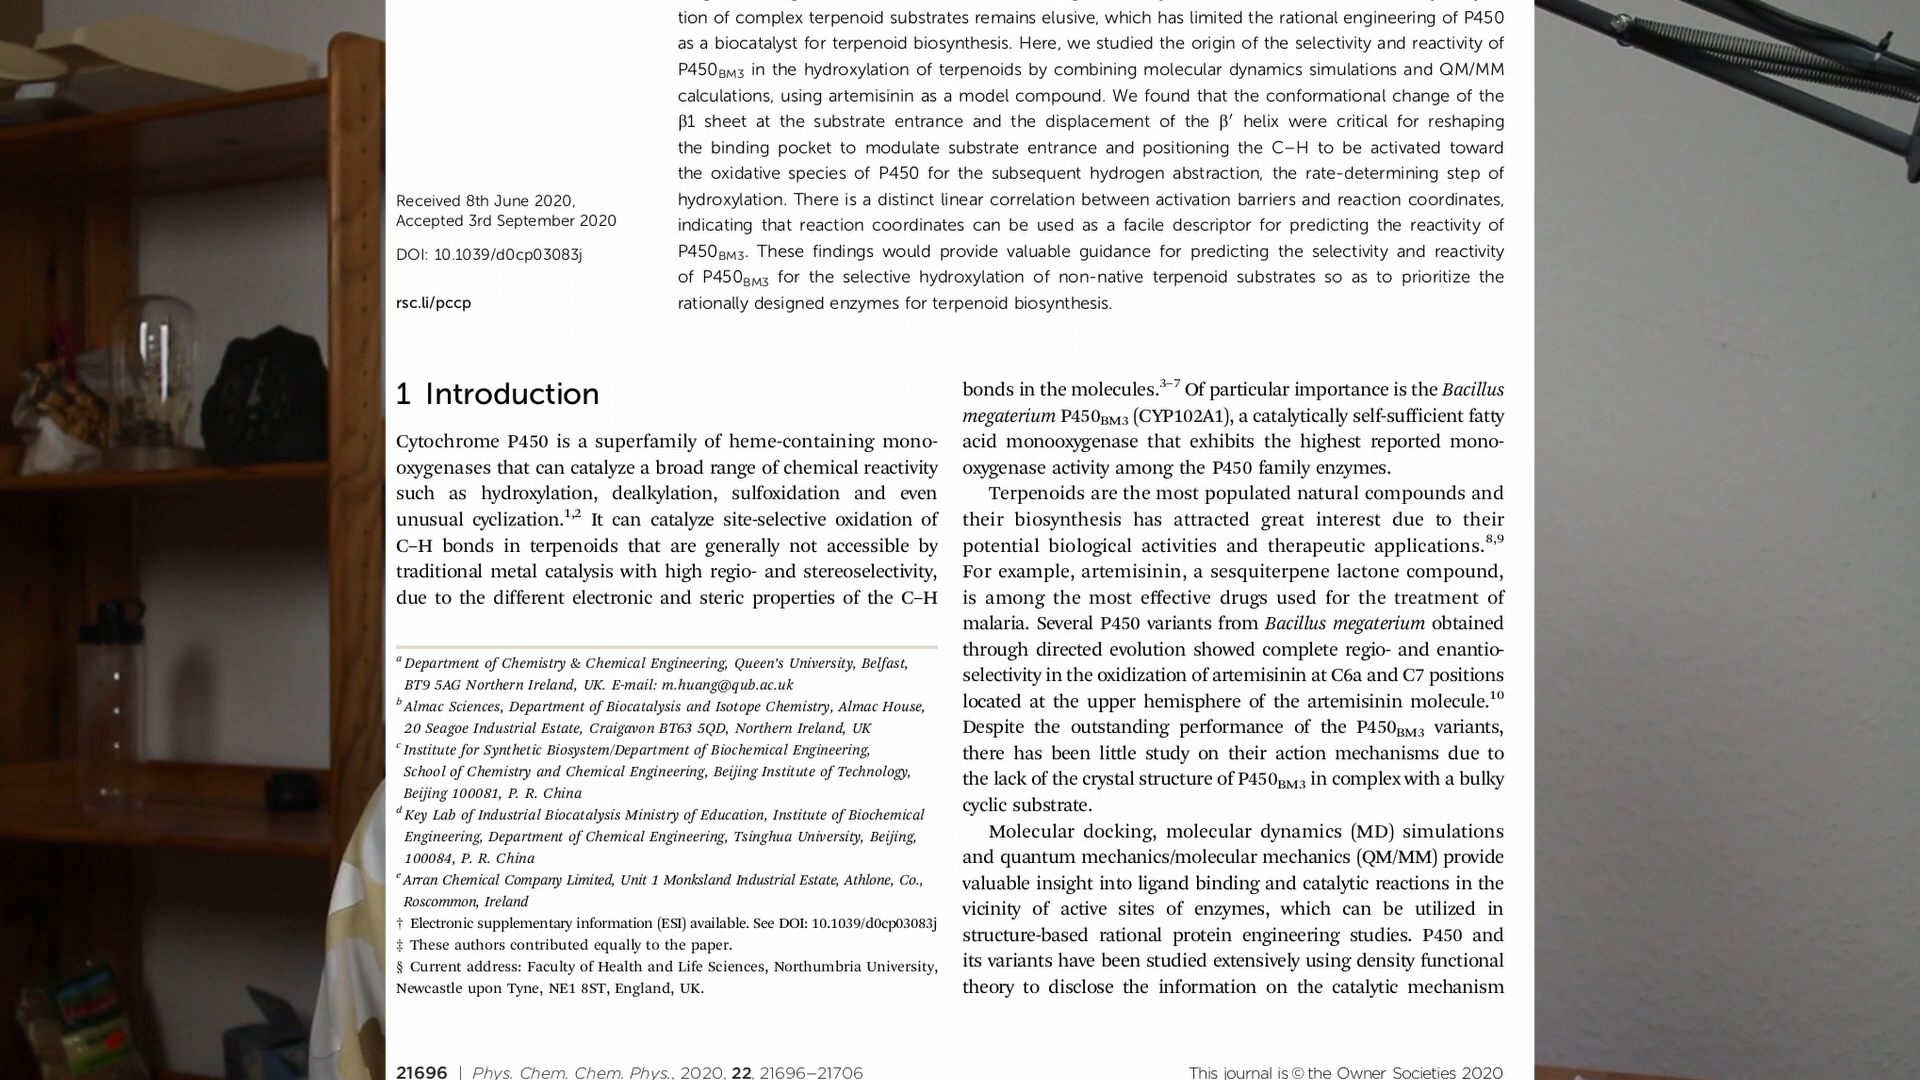 tion of complex terpenoid substrates remains elusive, which has limited the rational engineering of P450
as a biocatalyst for terpenoid biosynthesis. Here, we studied the origin of the selectivity and reactivity of
P450BM3 in the hydroxylation of terpenoids by combining molecular dynamics simulations and QM/MM
calculations, using artemisinin as a model compound. We found that the conformational change of the
β1 sheet at the substrate entrance and the displacement of the β′ helix were critical for reshaping
the binding pocket to modulate substrate entrance and positioning the C–H to be activated toward
the oxidative species of P450 for the subsequent hydrogen abstraction, the rate-determining step of
hydroxylation. There is a distinct linear correlation between activation barriers and reaction coordinates,
indicating that reaction coordinates can be used as a facile descriptor for predicting the reactivity of
P450BM3. These findings would provide valuable guidance for predicting the selectivity and reactivity
of P450BM3 for the selective hydroxylation of non-native terpenoid substrates so as to prioritize the
rationally designed enzymes for terpenoid biosynthesis.
Received 8th June 2020,
Accepted 3rd September 2020
DOI: 10.1039/d0cp03083j
rsc.li/pccp
1 Introduction
Cytochrome P450 is a superfamily of heme-containing mono-
oxygenases that can catalyze a broad range of chemical reactivity
such as hydroxylation, dealkylation, sulfoxidation and even
unusual cyclization.1,2 It can catalyze site-selective oxidation of
C–H bonds in terpenoids that are generally not accessible by
traditional metal catalysis with high regio- and stereoselectivity,
due to the different electronic and steric properties of the C–H
a Department of Chemistry & Chemical Engineering, Queen's University, Belfast,
BT9 5AG Northern Ireland, UK. E-mail: m.huang@qub.ac.uk
b Almac Sciences, Department of Biocatalysis and Isotope Chemistry, Almac House,
20 Seagoe Industrial Estate, Craigavon BT63 5QD, Northern Ireland, UK
c Institute for Synthetic Biosystem/Department of Biochemical Engineering,
School of Chemistry and Chemical Engineering, Beijing Institute of Technology,
Beijing 100081, P. R. China
d Key Lab of Industrial Biocatalysis Ministry of Education, Institute of Biochemical
Engineering, Department of Chemical Engineering, Tsinghua University, Beijing,
100084, P. R. China
e Arran Chemical Company Limited, Unit 1 Monksland Industrial Estate, Athlone, Co.,
Roscommon, Ireland
† Electronic supplementary information (ESI) available. See DOI: 10.1039/d0cp03083j
‡ These authors contributed equally to the paper.
§ Current address: Faculty of Health and Life Sciences, Northumbria University,
Newcastle upon Tyne, NE1 8ST, England, UK.
bonds in the molecules.3–7 Of particular importance is the Bacillus
megaterium P450BM3 (CYP102A1), a catalytically self-sufficient fatty
acid monooxygenase that exhibits the highest reported mono-
oxygenase activity among the P450 family enzymes.
Terpenoids are the most populated natural compounds and
their biosynthesis has attracted great interest due to their
potential biological activities and therapeutic applications.8,9
For example, artemisinin, a sesquiterpene lactone compound,
is among the most effective drugs used for the treatment of
malaria. Several P450 variants from Bacillus megaterium obtained
through directed evolution showed complete regio- and enantio-
selectivity in the oxidization of artemisinin at C6a and C7 positions
located at the upper hemisphere of the artemisinin molecule.10
Despite the outstanding performance of the P450BM3 variants,
there has been little study on their action mechanisms due to
the lack of the crystal structure of P450BM3 in complex with a bulky
cyclic substrate.
Molecular docking, molecular dynamics (MD) simulations
and quantum mechanics/molecular mechanics (QM/MM) provide
valuable insight into ligand binding and catalytic reactions in the
vicinity of active sites of enzymes, which can be utilized in
structure-based rational protein engineering studies. P450 and
its variants have been studied extensively using density functional
theory to disclose the information on the catalytic mechanism
21696 | Phys. Chem. Chem. Phys., 2020, 22, 21696–21706
This journal is © the Owner Societies 2020